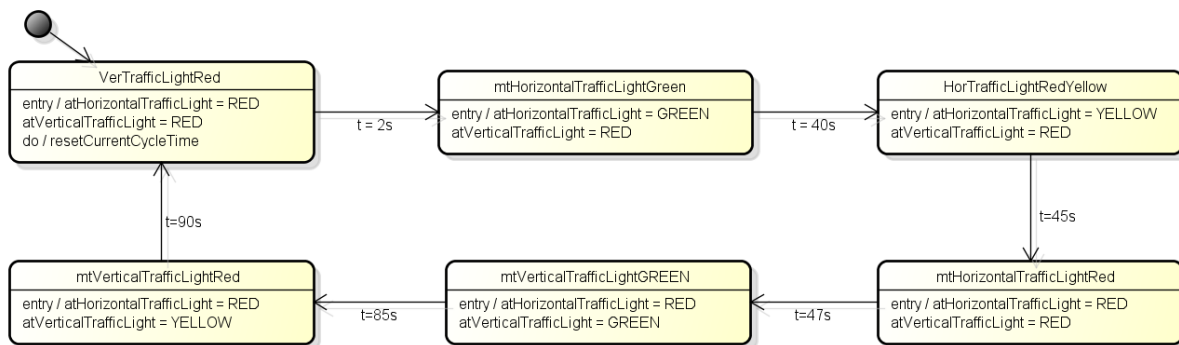 VerTrafficLightRed
entry / atHorizontalTrafficLight = RED
atVerticalTrafficLight = RED
do / resetCurrentCycleTime
t = 2s
mtHorizontalTrafficLightGreen
entry / atHorizontalTrafficLight = GREEN
atVerticalTrafficLight = RED
t = 40s
HorTrafficLightRedYellow
entry / atHorizontalTrafficLight = YELLOW
atVerticalTrafficLight = RED
t=45s
mtHorizontalTrafficLightRed
entry / atHorizontalTrafficLight = RED
atVerticalTrafficLight = RED
t=47s
mtVerticalTrafficLightGREEN
entry / atHorizontalTrafficLight = RED
atVerticalTrafficLight = GREEN
t=85s
mtVerticalTrafficLightRed
entry / atHorizontalTrafficLight = RED
atVerticalTrafficLight = YELLOW
t=90s